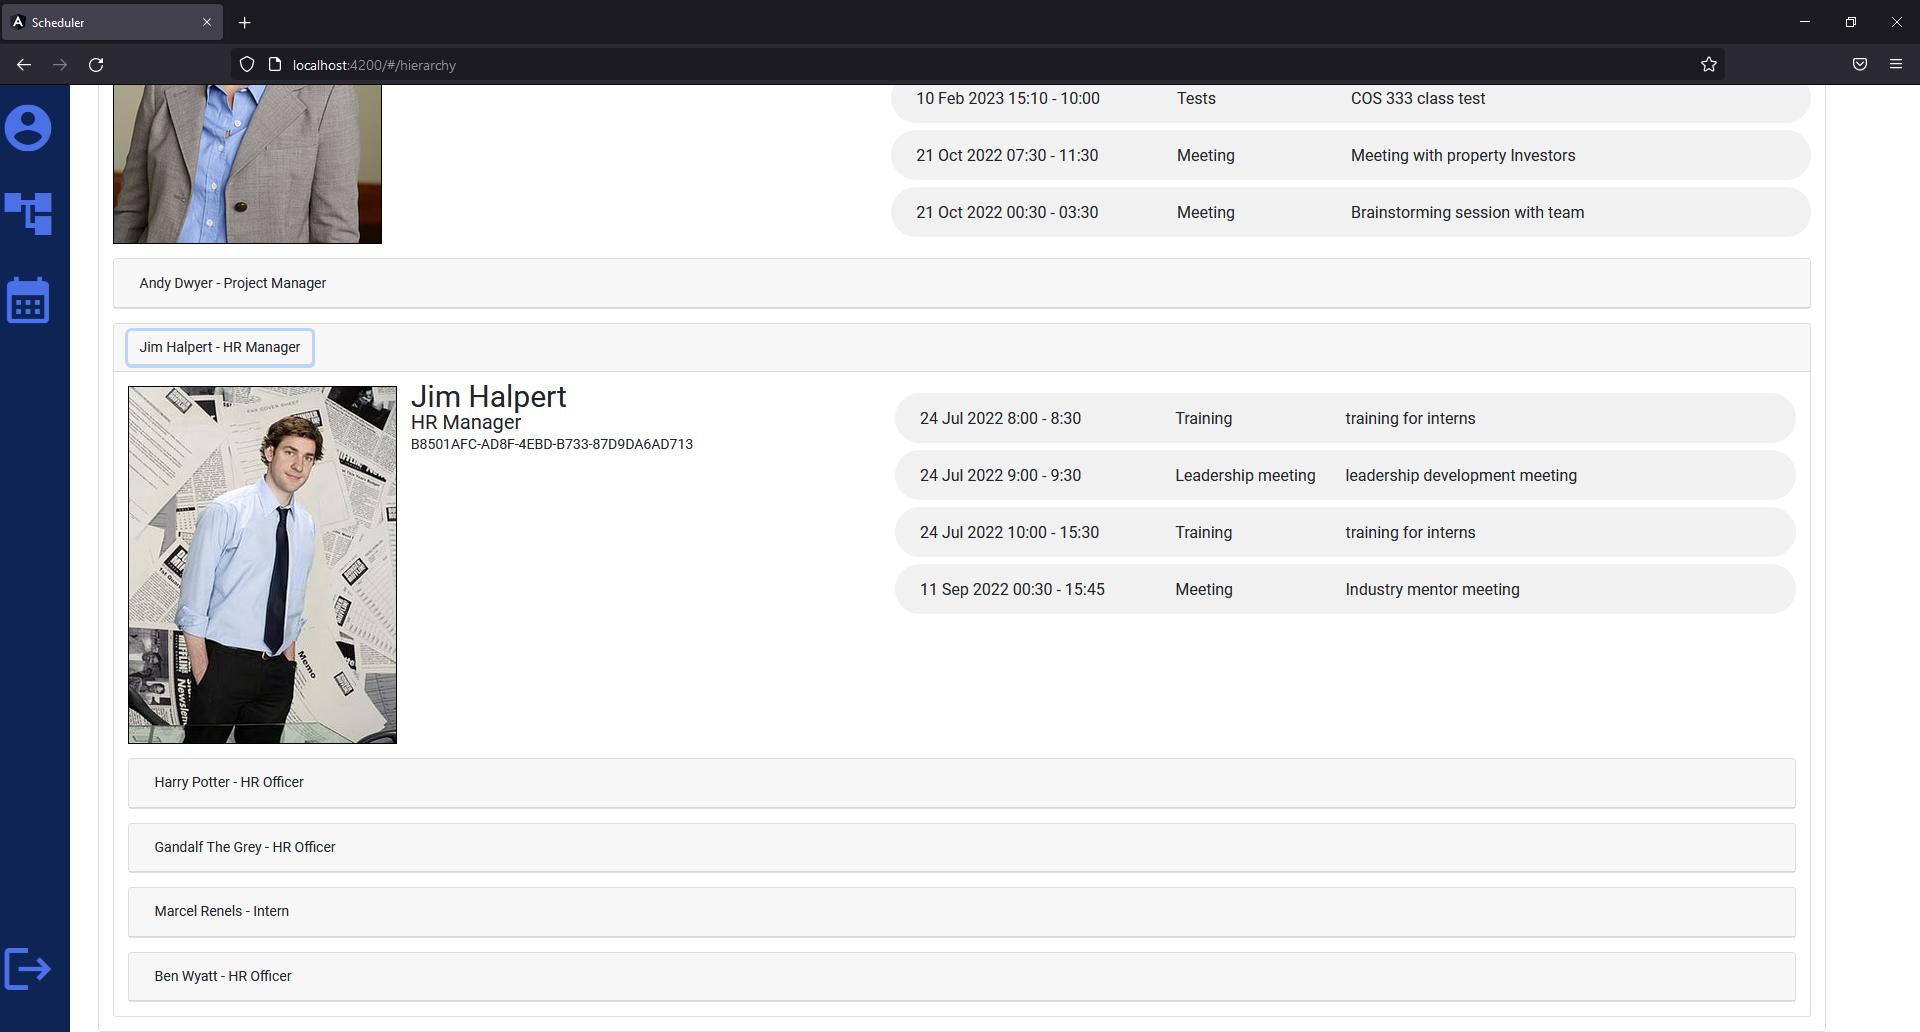 Scheduler
localhost:4200/#/hierarchy
10 Feb 2023 15:10 - 10:00 Tests COS 333 class test
21 Oct 2022 07:30 - 11:30 Meeting Meeting with property Investors
21 Oct 2022 00:30 - 03:30 Meeting Brainstorming session with team
Andy Dwyer - Project Manager
Jim Halpert - HR Manager
Jim Halpert
HR Manager
B8501AFC-AD8F-4EBD-B733-87D9DA6AD713
24 Jul 2022 8:00 - 8:30 Training training for interns
24 Jul 2022 9:00 - 9:30 Leadership meeting leadership development meeting
24 Jul 2022 10:00 - 15:30 Training training for interns
11 Sep 2022 00:30 - 15:45 Meeting Industry mentor meeting
FAX COVER SHEET
Memo
Harry Potter - HR Officer
Gandalf The Grey - HR Officer
Marcel Renels - Intern
Ben Wyatt - HR Officer